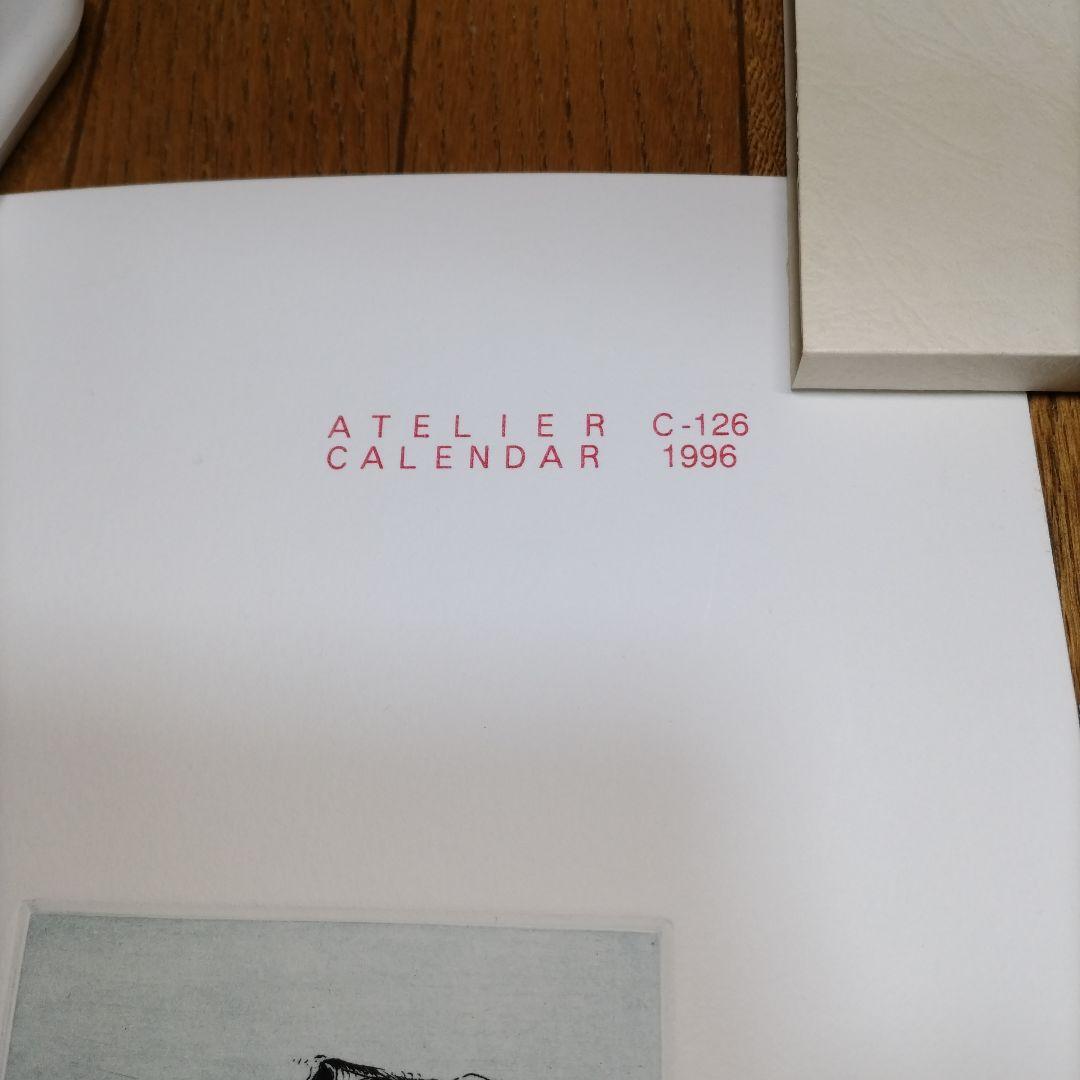 ATELIER C-126
CALENDAR 1996